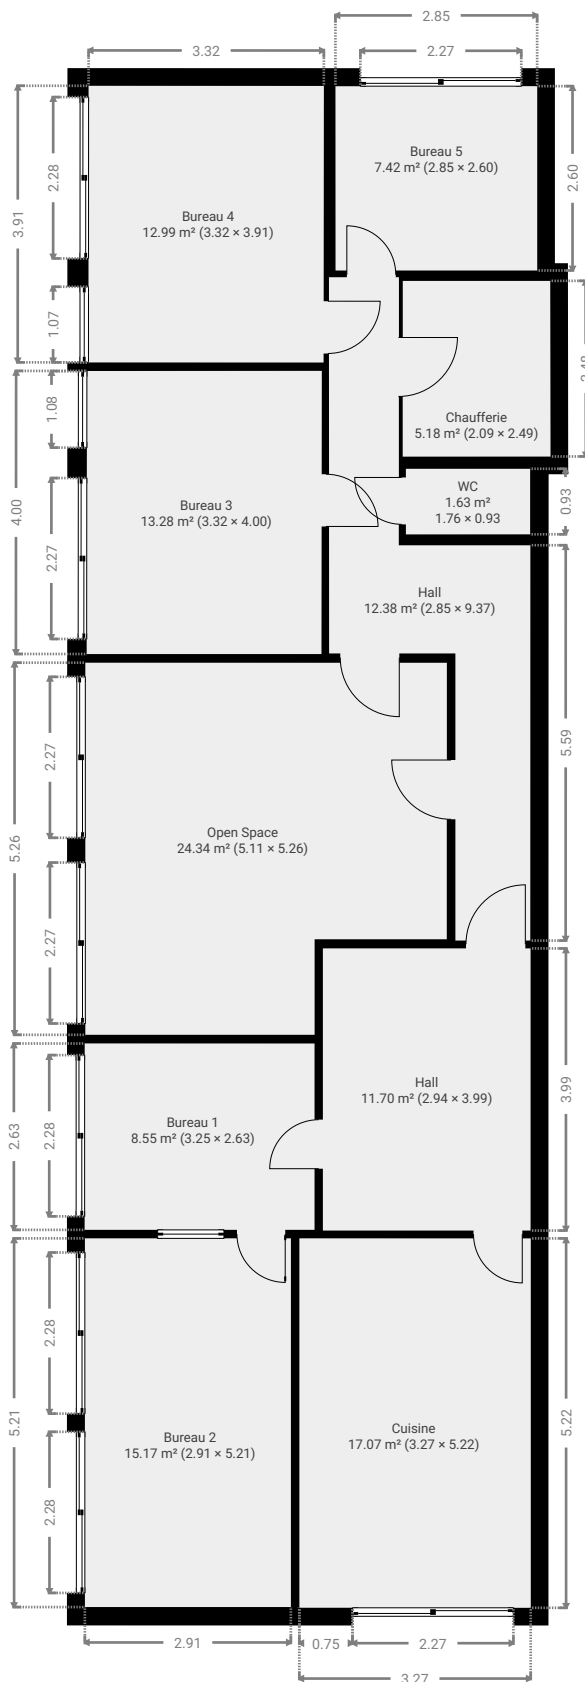 2.85
3.32
2.27
Bureau 5
7.42 m² (2.85 × 2.60)
2.60
2.28
3.91
Bureau 4
12.99 m² (3.32 × 3.91)
1.07
Chaufferie
5.18 m² (2.09 × 2.49)
1.08
WC
1.63 m²
1.76 × 0.93
0.93
4.00
Bureau 3
13.28 m² (3.32 × 4.00)
2.27
Hall
12.38 m² (2.85 × 9.37)
5.59
2.27
5.26
Open Space
24.34 m² (5.11 × 5.26)
2.27
Hall
11.70 m² (2.94 × 3.99)
3.99
2.63
2.28
Bureau 1
8.55 m² (3.25 × 2.63)
2.28
5.21
Bureau 2
15.17 m² (2.91 × 5.21)
Cuisine
17.07 m² (3.27 × 5.22)
5.22
2.28
2.91
0.75
2.27
3.27